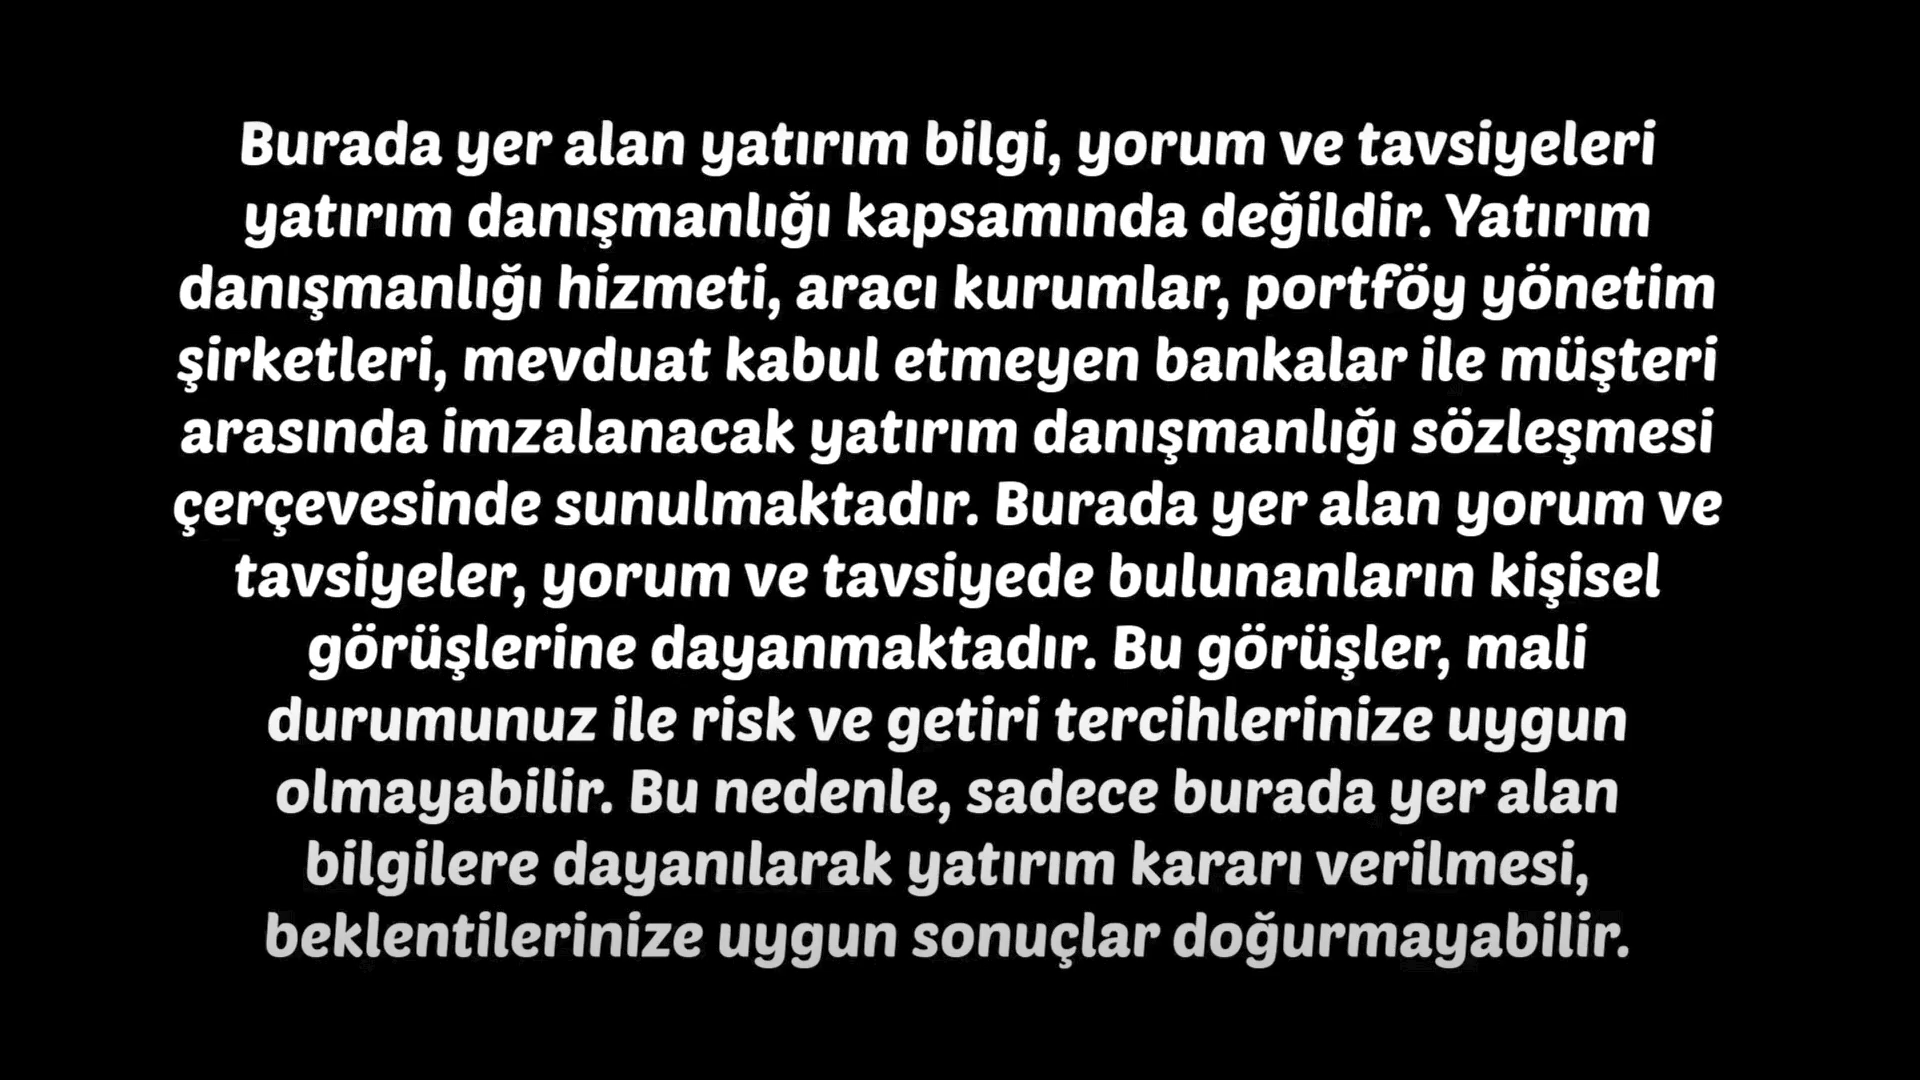 Burada yer alan yatırım bilgi, yorum ve tavsiyeleri
yatırım danışmanlığı kapsamında değildir. Yatırım
danışmanlığı hizmeti, aracı kurumlar, portföy yönetim
şirketleri, mevduat kabul etmeyen bankalar ile müşteri
arasında imzalanacak yatırım danışmanlığı sözleşmesi
çerçevesinde sunulmaktadır. Burada yer alan yorum ve
tavsiyeler, yorum ve tavsiyede bulunanların kişisel
görüşlerine dayanmaktadır. Bu görüşler, mali
durumunuz ile risk ve getiri tercihlerinize uygun
olmayabilir. Bu nedenle, sadece burada yer alan
bilgilere dayanılarak yatırım kararı verilmesi,
beklentilerinize uygun sonuçlar doğurmayabilir.